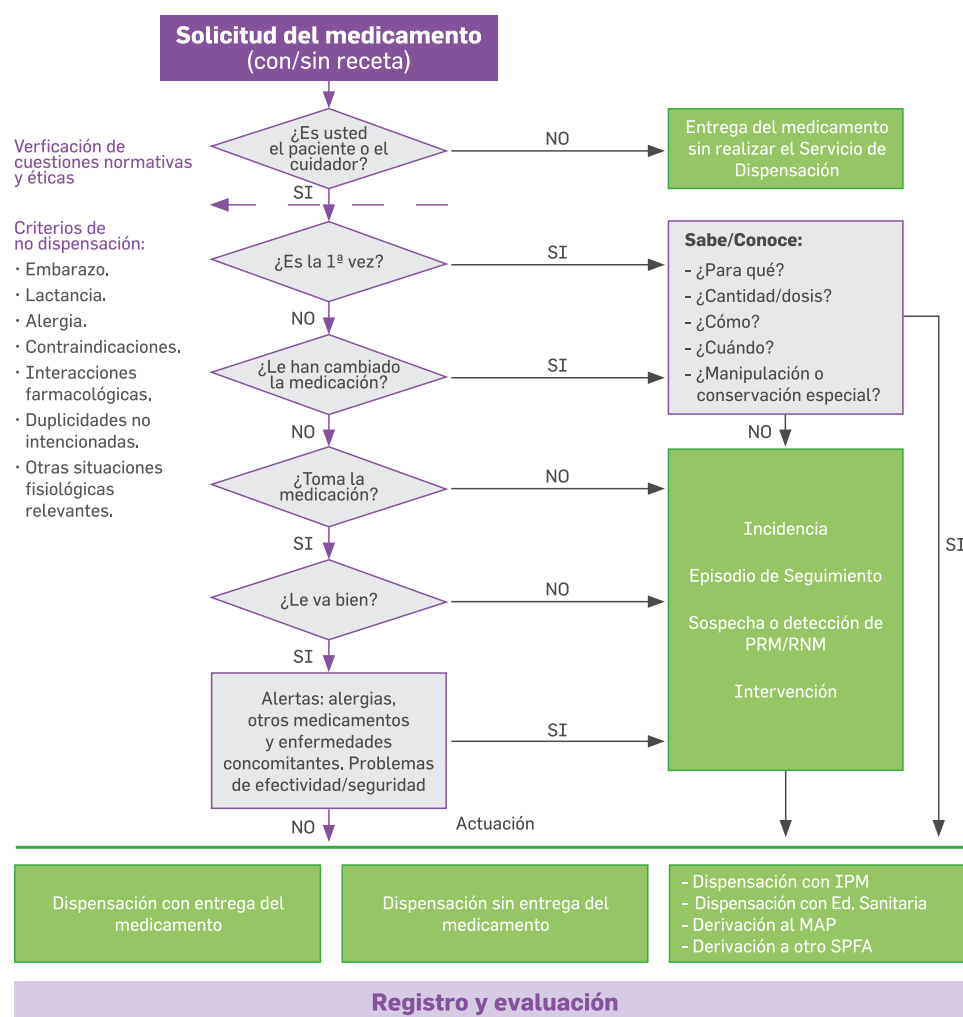 Solicitud del medicamento
(con/sin receta)
¿Es usted
el paciente o el
cuidador?
NO
Entrega del medicamento
sin realizar el Servicio de
Dispensación
Verficación de
cuestiones normativas
y éticas
SI
Criterios de
no dispensación:
· Embarazo.
· Lactancia.
· Alergia.
· Contraindicaciones.
· Interacciones
farmacológicas.
· Duplicidades no
intencionadas.
· Otras situaciones
fisiológicas
relevantes.
¿Es la 1ª vez?
SI
Sabe/Conoce:
- ¿Para qué?
- ¿Cantidad/dosis?
- ¿Cómo?
- ¿Cuándo?
- ¿Manipulación o
conservación especial?
NO
¿Le han cambiado
la medicación?
SI
NO
NO
¿Toma la
medicación?
NO
Incidencia
Episodio de Seguimiento
Sospecha o detección de
PRM/RNM
Intervención
SI
SI
¿Le va bien?
NO
SI
Alertas: alergias,
otros medicamentos
y enfermedades
concomitantes. Problemas
de efectividad/seguridad
SI
NO
Actuación
Dispensación con entrega del
medicamento
Dispensación sin entrega del
medicamento
- Dispensación con IPM
- Dispensación con Ed. Sanitaria
- Derivación al MAP
- Derivación a otro SPFA
Registro y evaluación